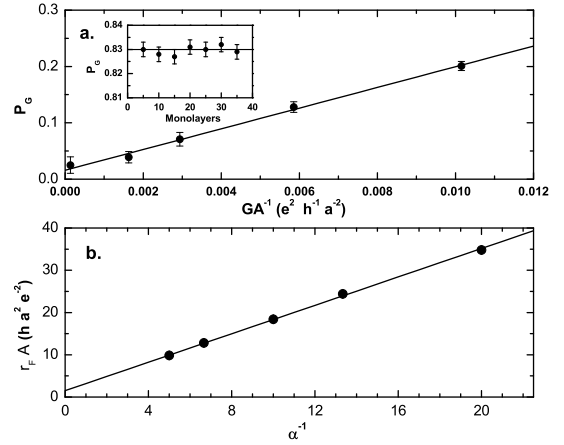 a.
P_G
0.3
0.2
0.1
0.0
0.84
0.83
0.82
0.81
P_G
0 10 20 30 40
Monolayers
0.000 0.002 0.004 0.006 0.008 0.010 0.012
GA⁻¹ (e² h⁻¹ a⁻²)
b.
r_F A (h a² e⁻²)
40
30
20
10
0
0 4 8 12 16 20
α⁻¹